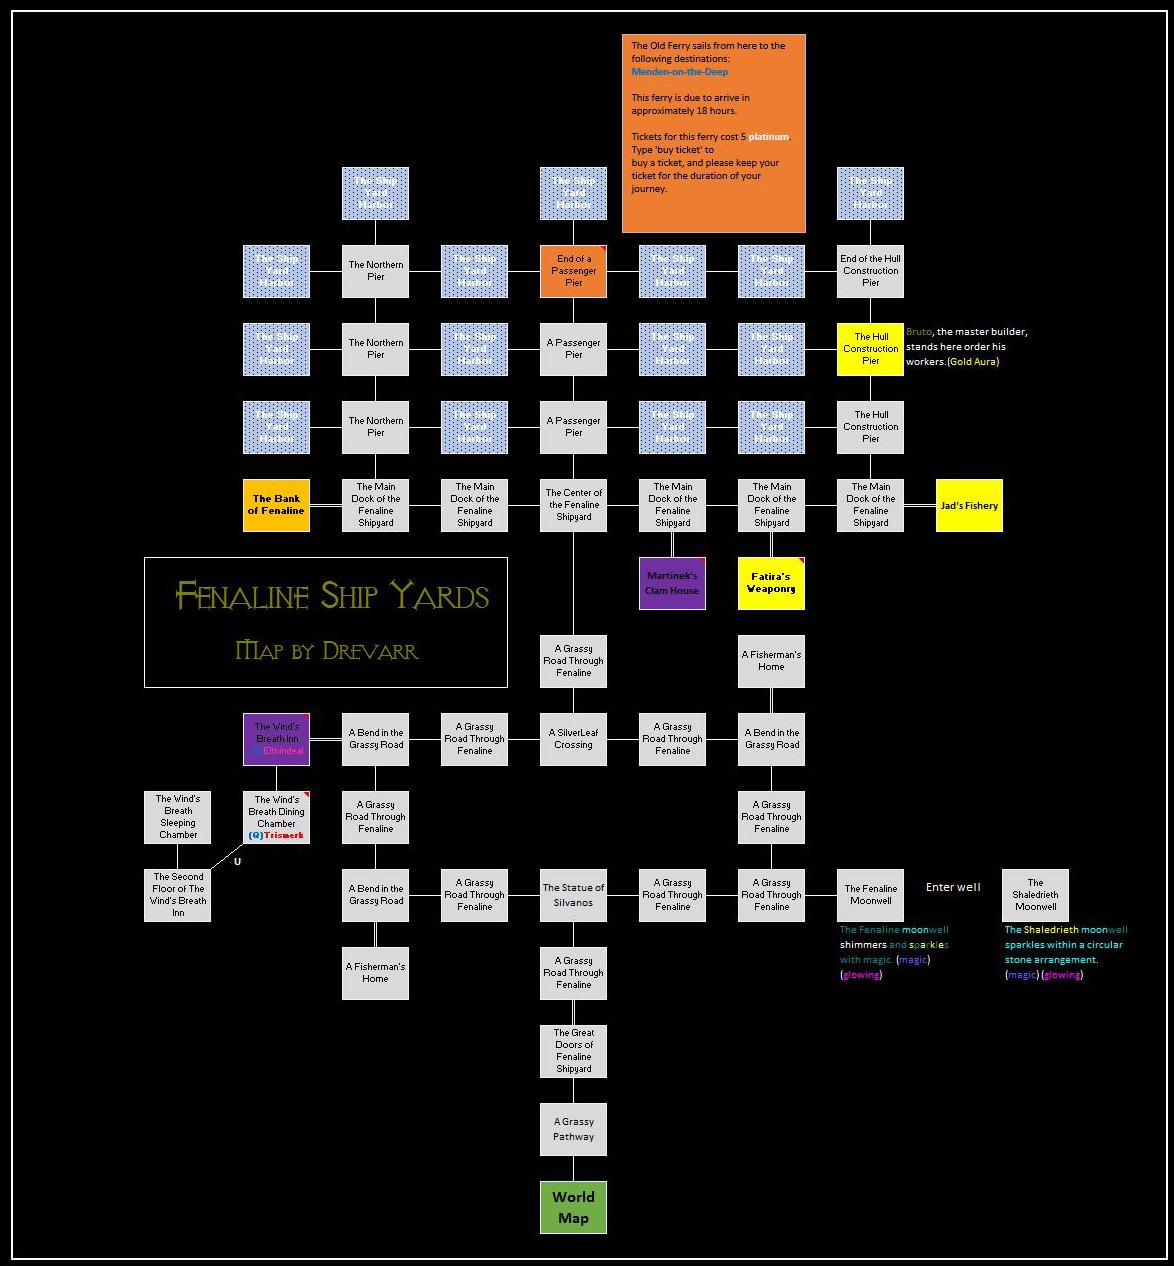 The Old Ferry sails from here to the
following destinations:
Menden-on-the-Deep
This ferry is due to arrive in
approximately 18 hours.
Tickets for this ferry cost 5 platinum.
Type 'buy ticket' to
buy a ticket, and please keep your
ticket for the duration of your
journey.
The Ship
Yard
Harbor
The Ship
Yard
Harbor
The Ship
Yard
Harbor
The Ship
Yard
Harbor
The Northern
Pier
The Ship
Yard
Harbor
End of a
Passenger
Pier
The Ship
Yard
Harbor
The Ship
Yard
Harbor
End of the Hull
Construction
Pier
The Ship
Yard
Harbor
The Northern
Pier
The Ship
Yard
Harbor
A Passenger
Pier
The Ship
Yard
Harbor
The Ship
Yard
Harbor
The Hull
Construction
Pier
Bruto, the master builder,
stands here order his
workers.(Gold Aura)
The Ship
Yard
Harbor
The Northern
Pier
The Ship
Yard
Harbor
A Passenger
Pier
The Ship
Yard
Harbor
The Ship
Yard
Harbor
The Hull
Construction
Pier
The Bank
of Fenaline
The Main
Dock of the
Fenaline
Shipyard
The Main
Dock of the
Fenaline
Shipyard
The Center of
the Fenaline
Shipyard
The Main
Dock of the
Fenaline
Shipyard
The Main
Dock of the
Fenaline
Shipyard
The Main
Dock of the
Fenaline
Shipyard
Jad's Fishery
Martinek's
Clam House
Fatira's
Weaponry
Fenaline Ship Yards
Map by Drevarr
A Grassy
Road Through
Fenaline
A Fisherman's
Home
The Wind's
Breath Inn
(Q)Elthindeal
A Bend in the
Grassy Road
A Grassy
Road Through
Fenaline
A SilverLeaf
Crossing
A Grassy
Road Through
Fenaline
A Bend in the
Grassy Road
The Wind's
Breath
Sleeping
Chamber
The Wind's
Breath Dining
Chamber
(Q)Trismerk
A Grassy
Road Through
Fenaline
A Grassy
Road Through
Fenaline
U
The Second
Floor of The
Wind's Breath
Inn
A Bend in the
Grassy Road
A Grassy
Road Through
Fenaline
The Statue of
Silvanos
A Grassy
Road Through
Fenaline
A Grassy
Road Through
Fenaline
The Fenaline
Moonwell
Enter well
The
Shaledrieth
Moonwell
The Fenaline moonwell
shimmers and sparkles
with magic. (magic)
(glowing)
The Shaledrieth moonwell
sparkles within a circular
stone arrangement.
(magic) (glowing)
A Fisherman's
Home
A Grassy
Road Through
Fenaline
The Great
Doors of
Fenaline
Shipyard
A Grassy
Pathway
World
Map